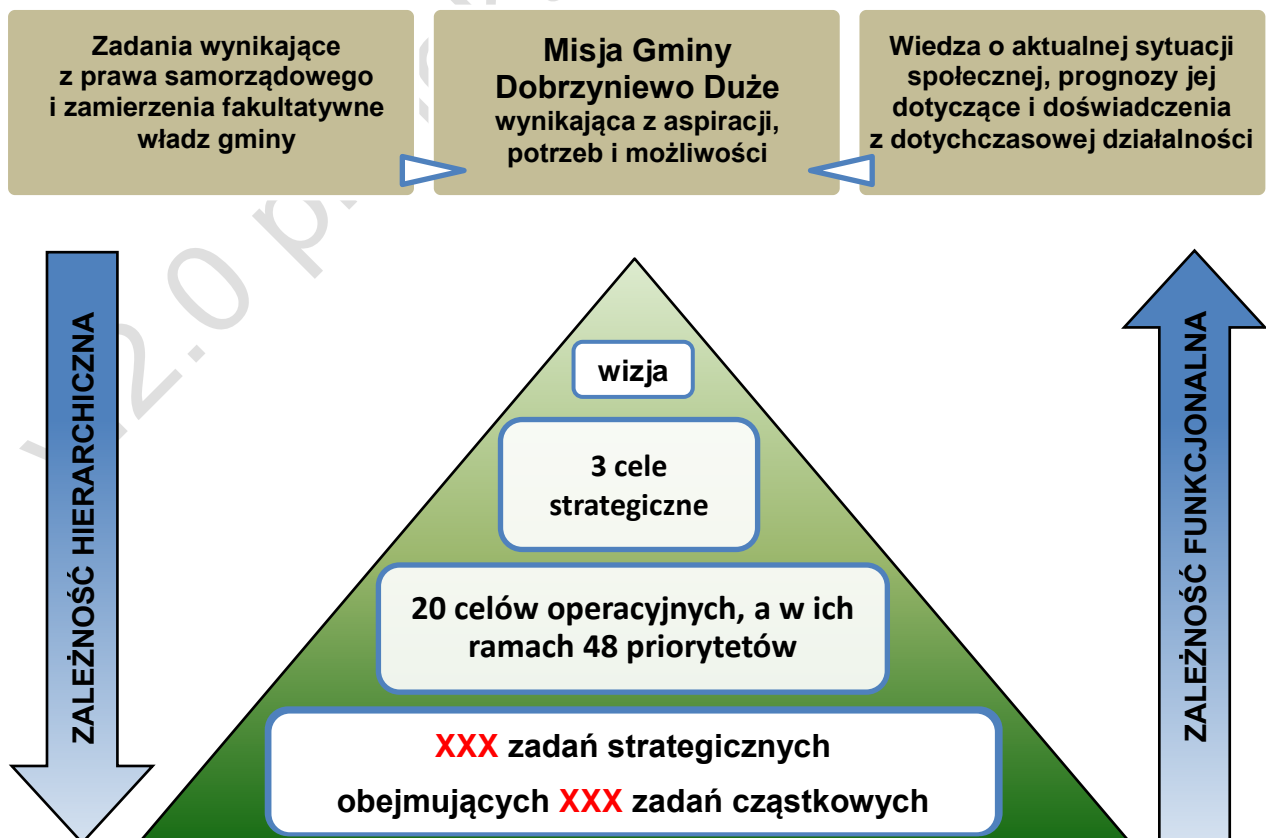 Zadania wynikające
z prawa samorządowego
i zamierzenia fakultatywne
władz gminy
Misja Gminy
Dobrzyniewo Duże
wynikająca z aspiracji,
potrzeb i możliwości
Wiedza o aktualnej sytuacji
społecznej, prognozy jej
dotyczące i doświadczenia
z dotychczasowej działalności
ZALEŻNOŚĆ HIERARCHICZNA
wizja
3 cele
strategiczne
20 celów operacyjnych, a w ich
ramach 48 priorytetów
XXX zadań strategicznych
obejmujących XXX zadań cząstkowych
ZALEŻNOŚĆ FUNKCJONALNA